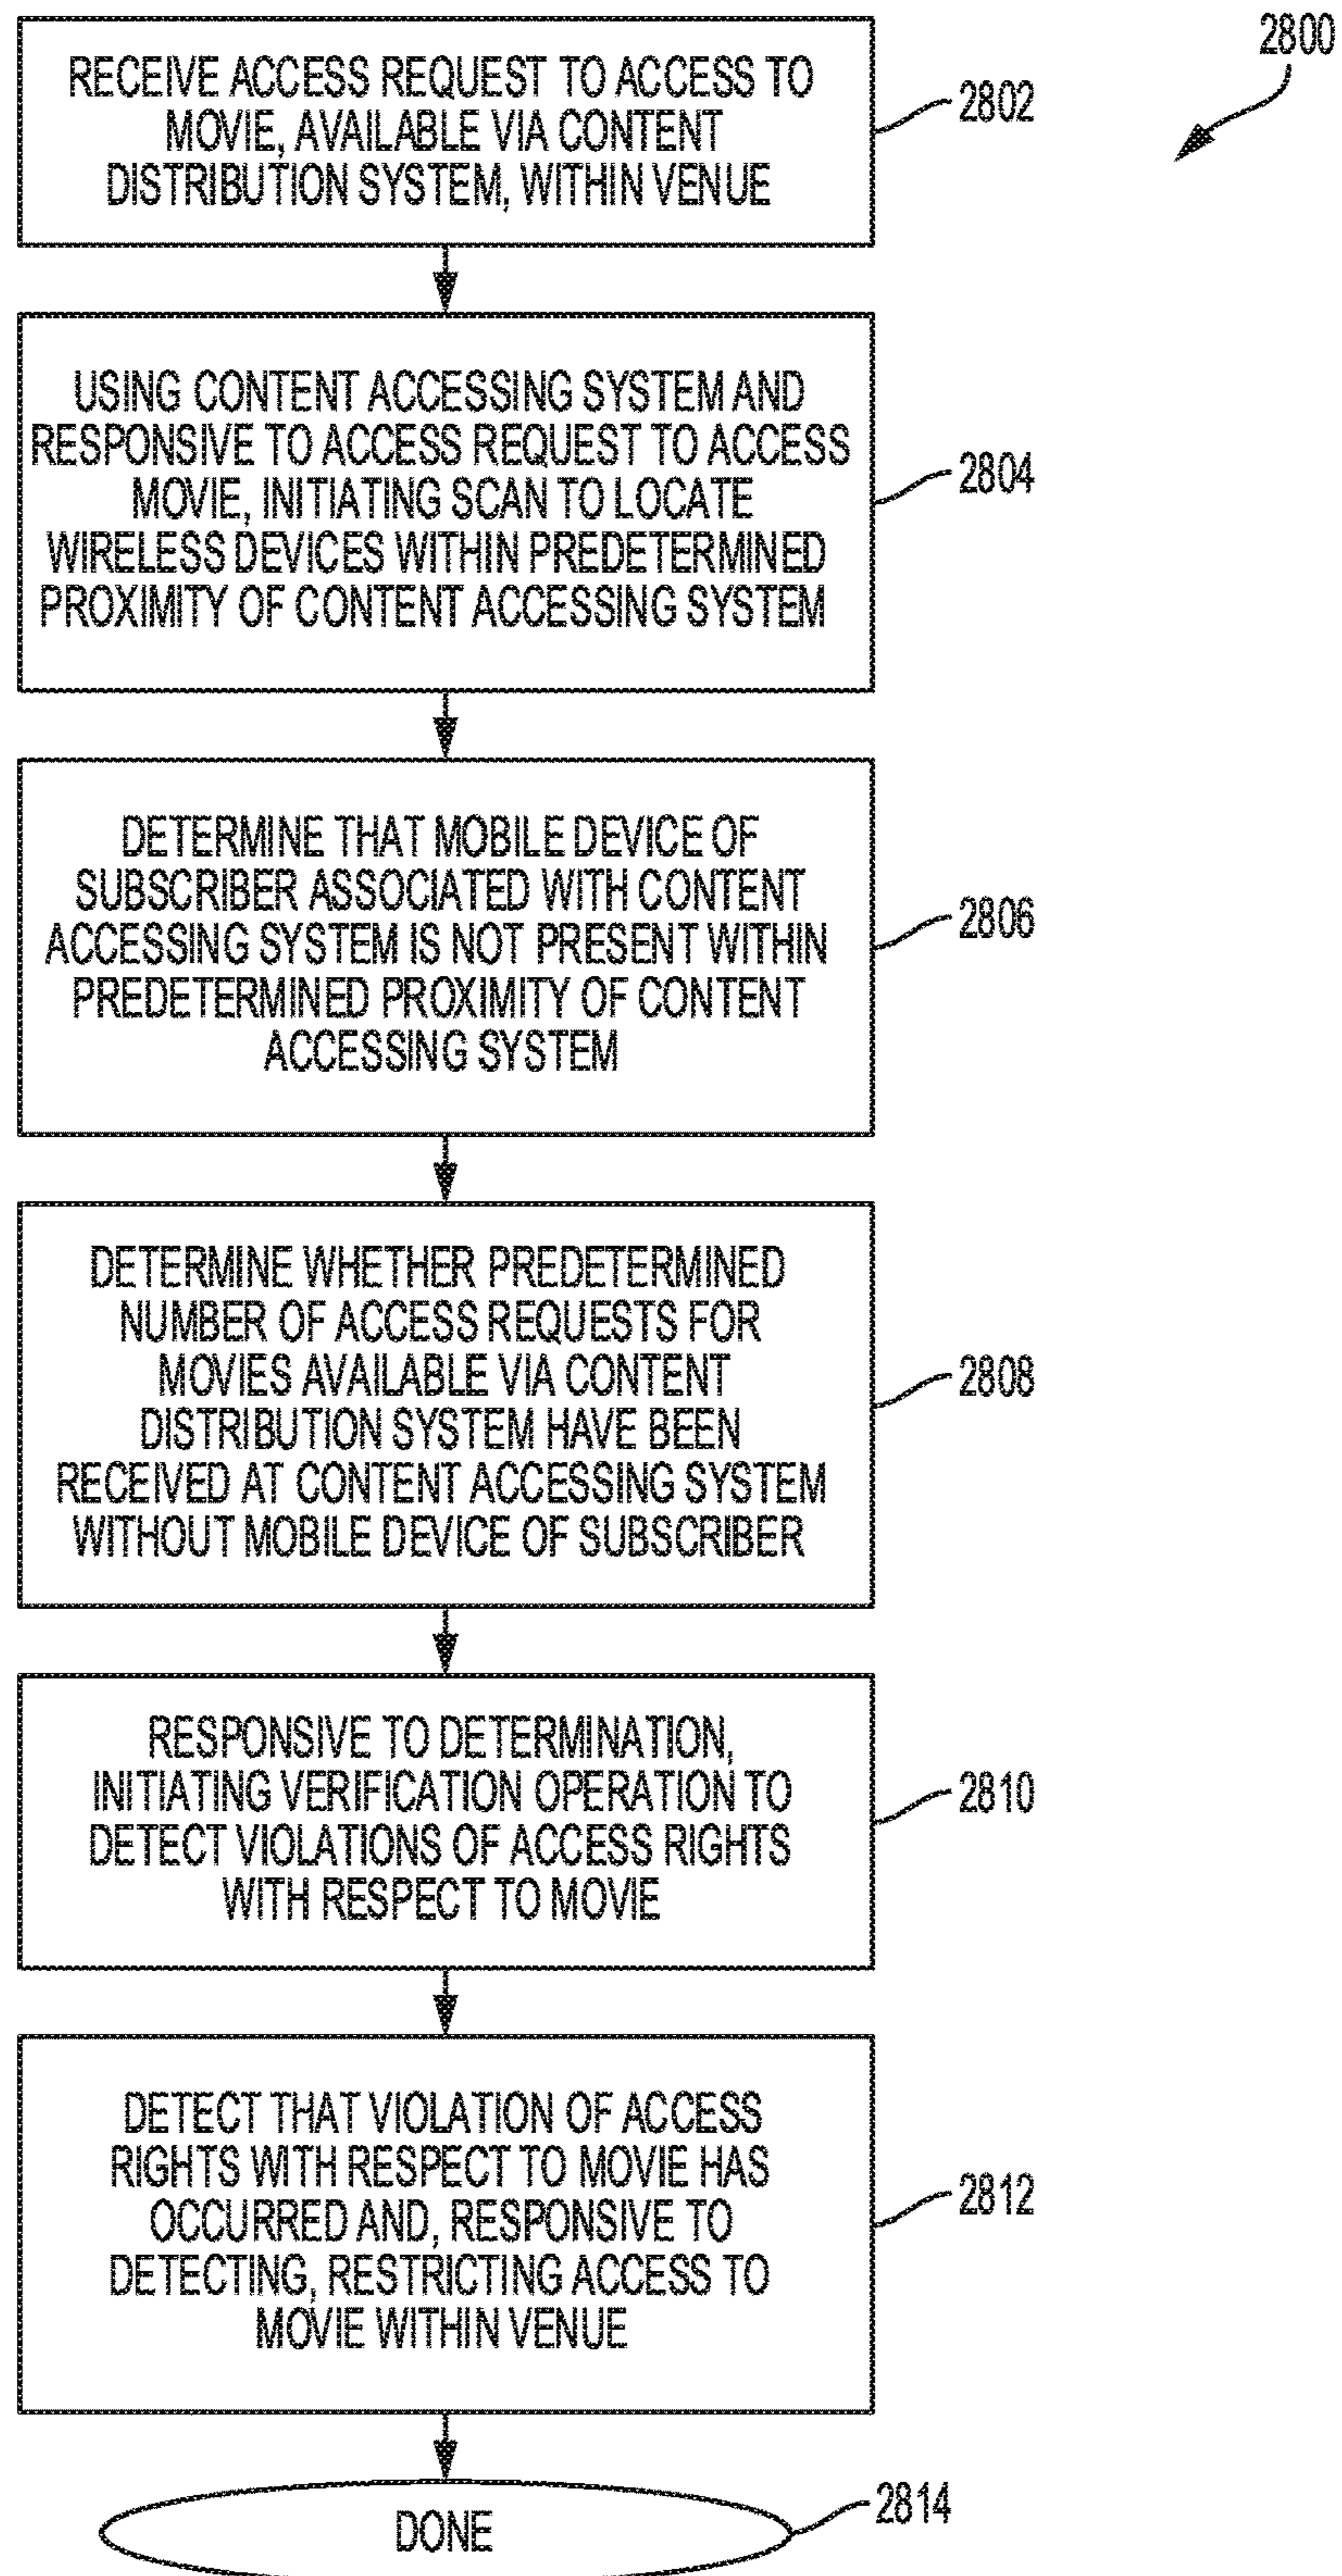 2800
RECEIVE ACCESS REQUEST TO ACCESS TO
MOVIE, AVAILABLE VIA CONTENT
DISTRIBUTION SYSTEM, WITHIN VENUE
2802
USING CONTENT ACCESSING SYSTEM AND
RESPONSIVE TO ACCESS REQUEST TO ACCESS
MOVIE, INITIATING SCAN TO LOCATE
WIRELESS DEVICES WITHIN PREDETERMINED
PROXIMITY OF CONTENT ACCESSING SYSTEM
2804
DETERMINE THAT MOBILE DEVICE OF
SUBSCRIBER ASSOCIATED WITH CONTENT
ACCESSING SYSTEM IS NOT PRESENT WITHIN
PREDETERMINED PROXIMITY OF CONTENT
ACCESSING SYSTEM
2806
DETERMINE WHETHER PREDETERMINED
NUMBER OF ACCESS REQUESTS FOR
MOVIES AVAILABLE VIA CONTENT
DISTRIBUTION SYSTEM HAVE BEEN
RECEIVED AT CONTENT ACCESSING SYSTEM
WITHOUT MOBILE DEVICE OF SUBSCRIBER
2808
RESPONSIVE TO DETERMINATION,
INITIATING VERIFICATION OPERATION TO
DETECT VIOLATIONS OF ACCESS RIGHTS
WITH RESPECT TO MOVIE
2810
DETECT THAT VIOLATION OF ACCESS
RIGHTS WITH RESPECT TO MOVIE HAS
OCCURRED AND, RESPONSIVE TO
DETECTING, RESTRICTING ACCESS TO
MOVIE WITHIN VENUE
2812
DONE
2814